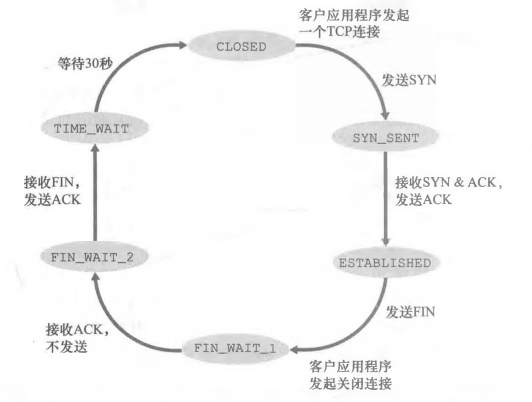 客户应用程序发起
一个TCP连接
CLOSED
等待30秒
发送SYN
TIME_WAIT
SYN_SENT
接收FIN,
发送ACK
接收SYN & ACK,
发送ACK
FIN_WAIT_2
ESTABLISHED
发送FIN
接收ACK,
不发送
FIN_WAIT_1
客户应用程序
发起关闭连接